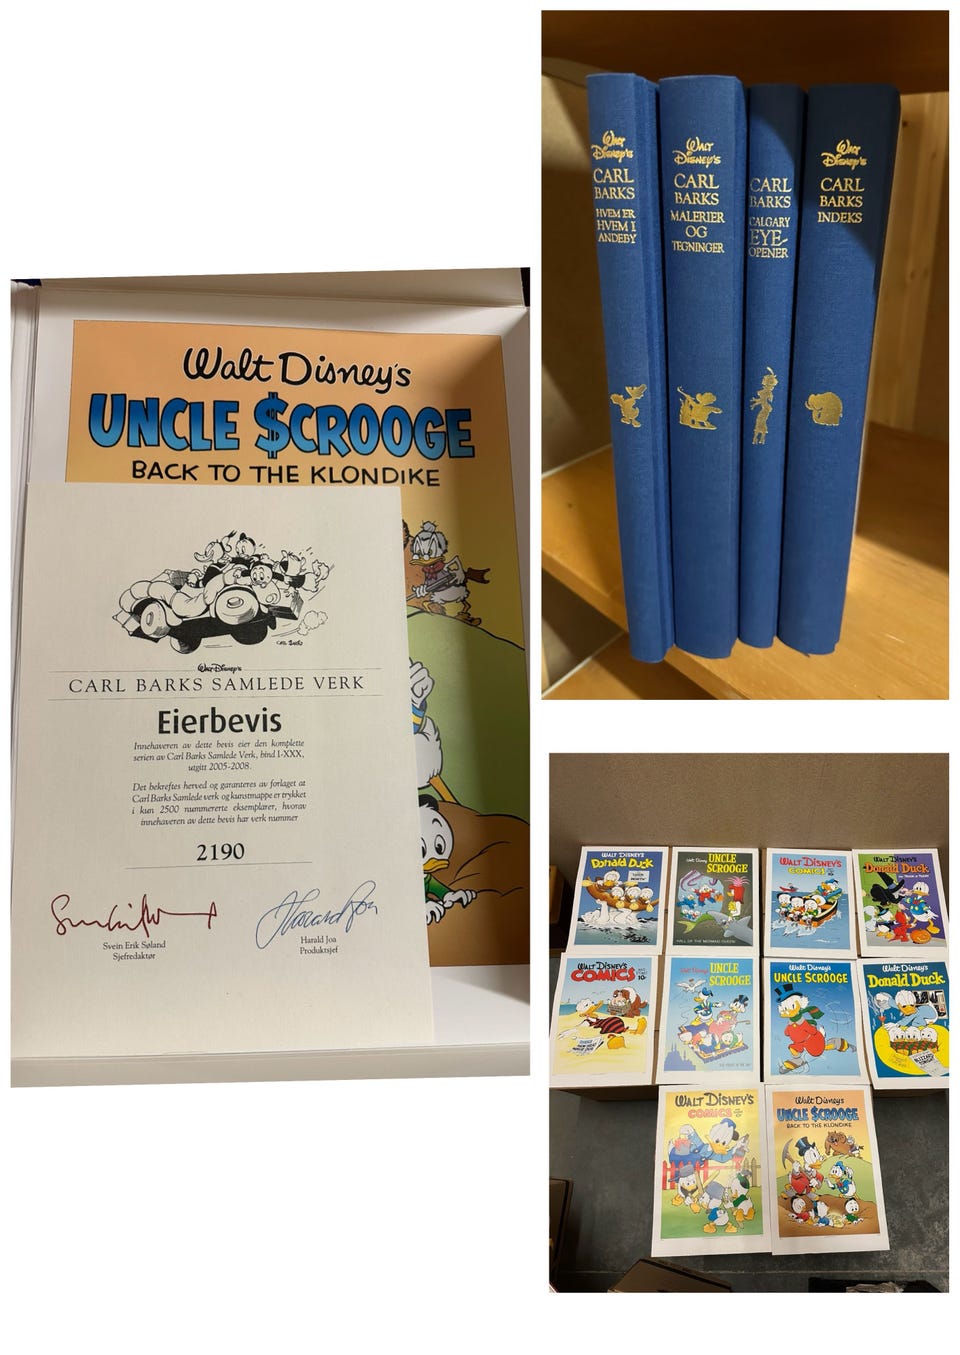 Walt Disney's
UNCLE $CROOGE
BACK TO THE KLONDIKE
CARL BARKS
Walt Disney's
CARL BARKS SAMLEDE VERK
Eierbevis
Innehaveren av dette bevis eier den komplette
serien av Carl Barks Samlede Verk, bind I-XXX,
utgitt 2005-2008.
Det bekreftes herved og garanteres av forlaget at
Carl Barks Samlede verk og kunstmappe er trykket
i kun 2500 nummererte eksemplarer, hvorav
innehaveren av dette bevis har verk nummer
2190
Svein Erik Søland
Sjefredaktør
Harald Joa
Produktsjef
Walt
Disney's
CARL
BARKS
HVEM ER
HVEM I
ANDEBY
Walt
Disney's
CARL
BARKS
MALERIER
OG
TEGNINGER
CARL
BARKS
CALGARY
EYE-
OPENER
Walt
Disney's
CARL
BARKS
INDEKS
WALT DISNEY'S
Donald Duck
Walt Disney
UNCLE
SCROOGE
WALT DISNEY'S
COMICS
WALT DISNEY'S
Donald Duck
WALT DISNEY'S
COMICS
10¢
Walt Disney's
UNCLE
SCROOGE
Walt Disney's
UNCLE SCROOGE
Walt Disney's
Donald Duck
WALT DISNEY'S
COMICS
Walt Disney's
UNCLE $CROOGE
BACK TO THE KLONDIKE